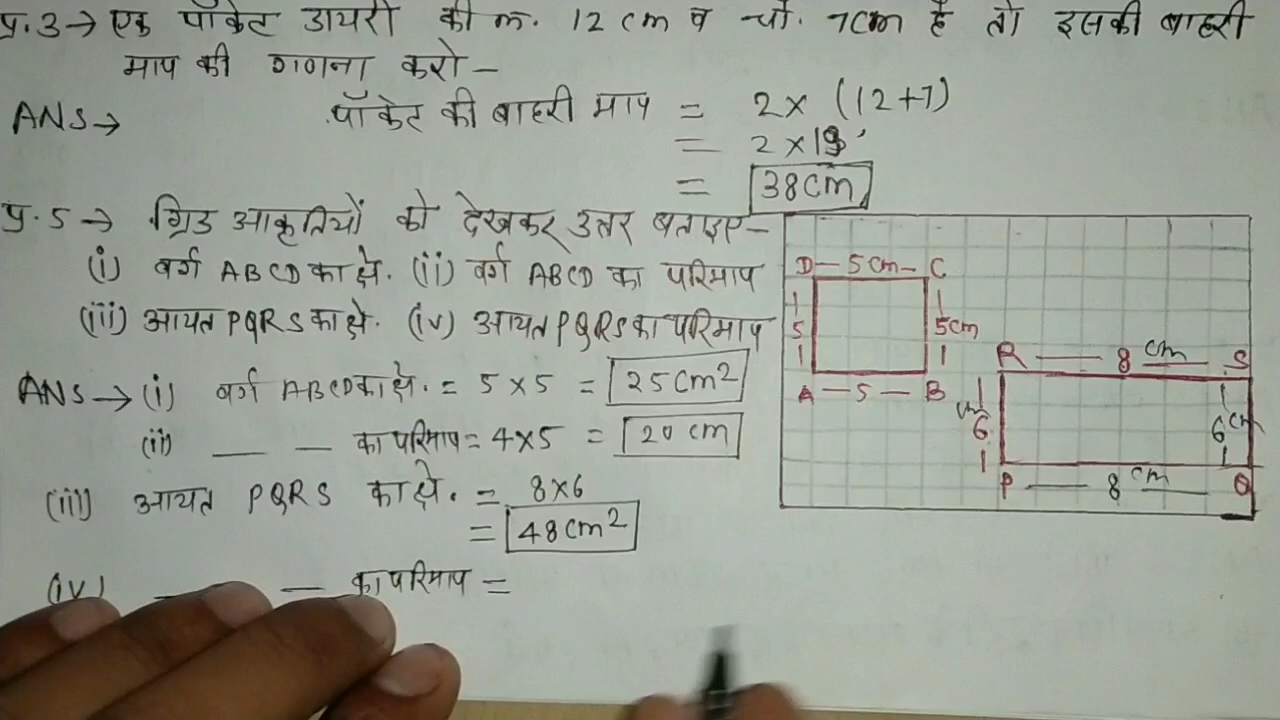 प्र.3→ एक पॉकेट डायरी की ल. 12 cm व चौ. 7cm है तो इसकी बाहरी
माप की गणना करो –
ANS→ पॉकेट की बाहरी माप = 2 × (12+7)
= 2×19
= 38cm
प्र.5→ ग्रिड आकृतियों को देखकर उत्तर बताइए–
(i) वर्ग ABCD का क्षे. (ii) वर्ग ABCD का परिमाप
(iii) आयत PQRS का क्षे. (iv) आयत PQRS का परिमाप
ANS→ (i) वर्ग ABCD का क्षे. = 5×5 = 25cm²
(ii) — — का परिमाप = 4×5 = 20 cm
(iii) आयत PQRS का क्षे. = 8×6
= 48cm²
(iv) — — का परिमाप =
D – 5cm – C
5 5cm
A – 5 – B
R — 8 cm — S
cm 6 6 cm
P — 8 cm — Q